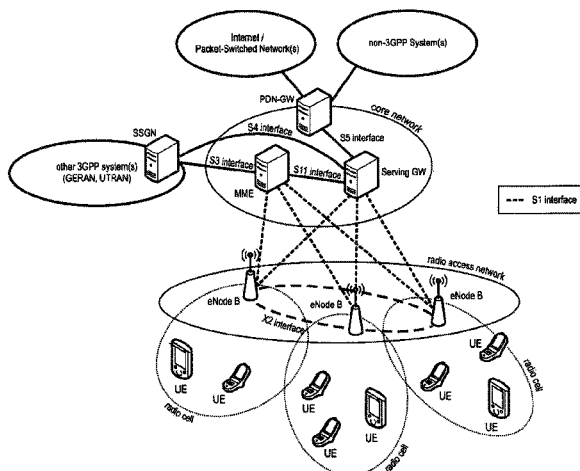 Internet /
Packet-Switched Network(s)
non-3GPP System(s)
PDN-GW
core network
SSGN
S4 interface
S5 interface
other 3GPP system(s)
(GERAN, UTRAN)
S3 interface
S11 interface
MME
Serving GW
S1 interface
radio access network
eNode B
eNode B
eNode B
X2 interface
UE
UE
UE
UE
UE
UE
UE
UE
radio cell
radio cell
radio cell